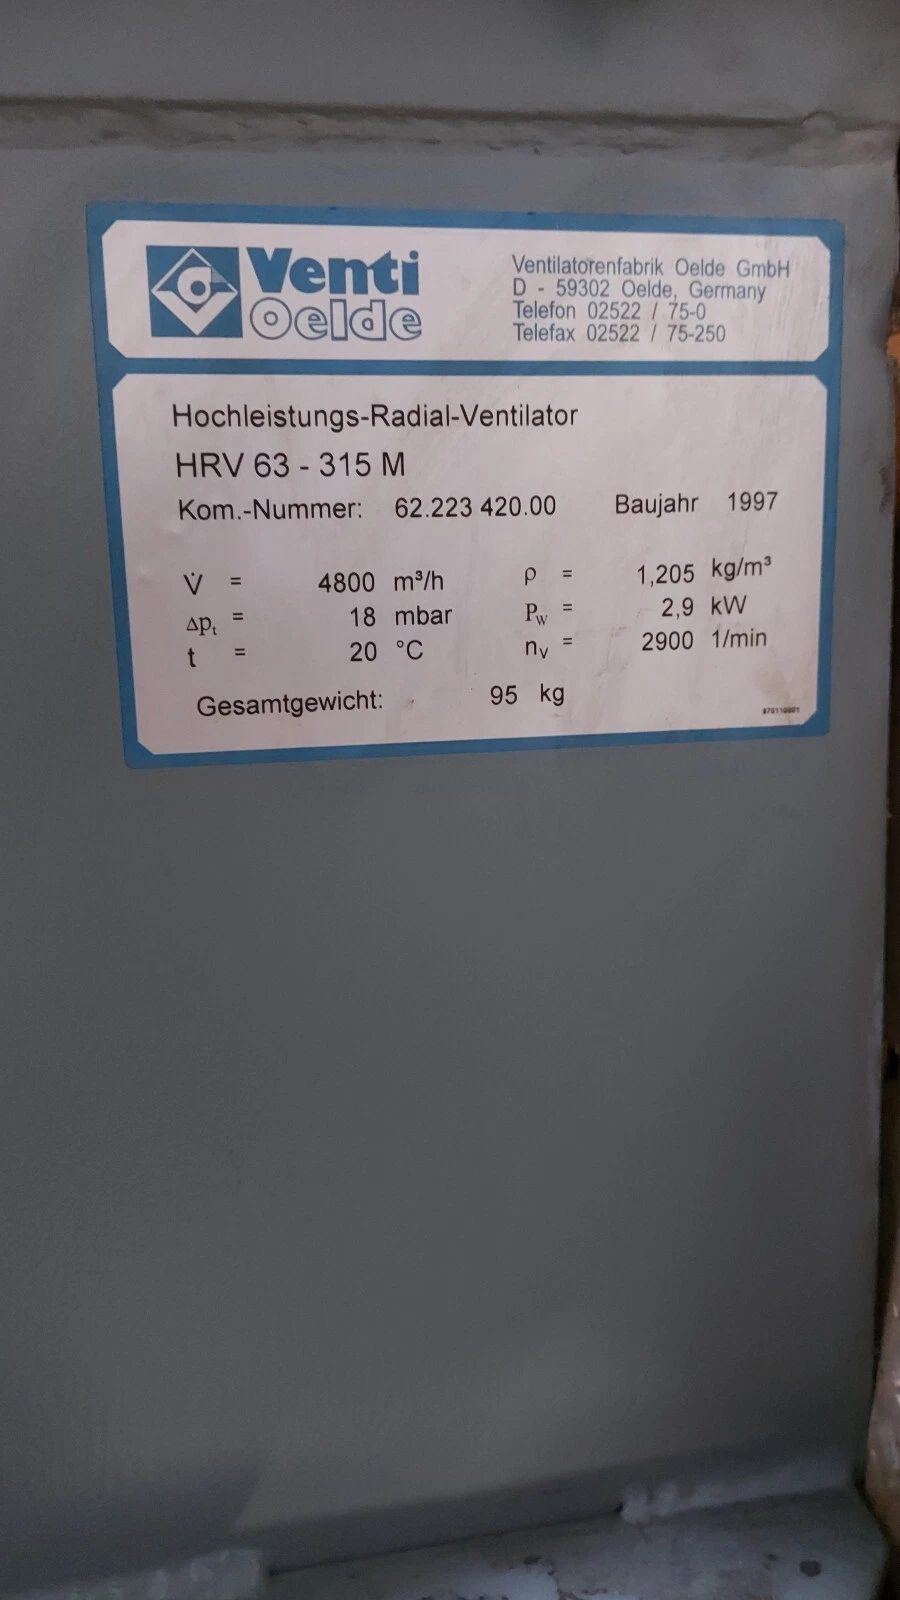 Venti
Oelde
Ventilatorenfabrik Oelde GmbH
D - 59302 Oelde, Germany
Telefon 02522 / 75-0
Telefax 02522 / 75-250
Hochleistungs-Radial-Ventilator
HRV 63 - 315 M
Kom.-Nummer: 62.223 420.00 Baujahr 1997
V̇ = 4800 m³/h ρ = 1,205 kg/m³
Δpt = 18 mbar Pw = 2,9 kW
t = 20 °C nv = 2900 1/min
Gesamtgewicht: 95 kg